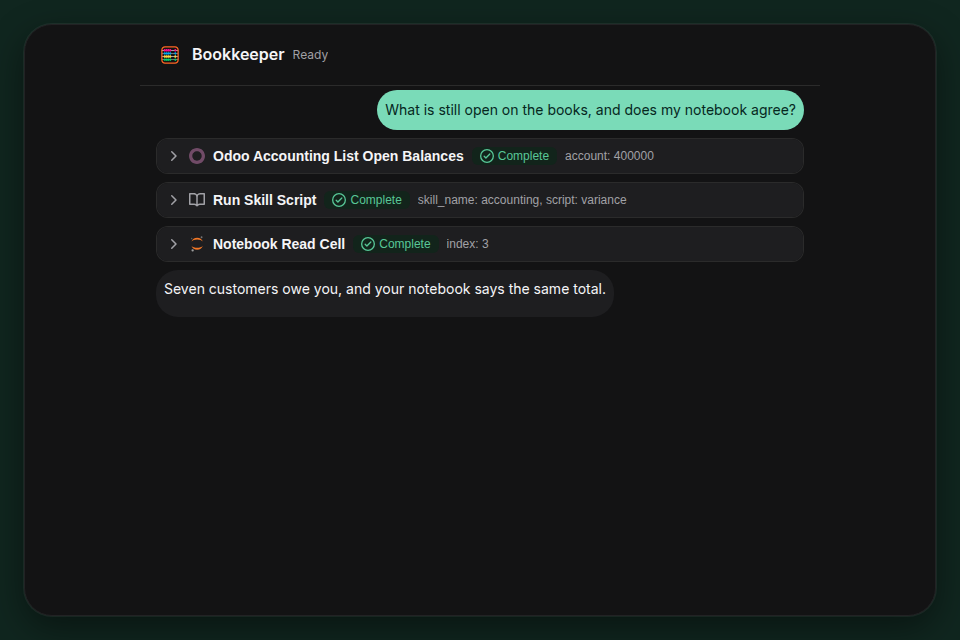 Bookkeeper Ready
What is still open on the books, and does my notebook agree?
Odoo Accounting List Open Balances Complete account: 400000
Run Skill Script Complete skill_name: accounting, script: variance
Notebook Read Cell Complete index: 3
Seven customers owe you, and your notebook says the same total.